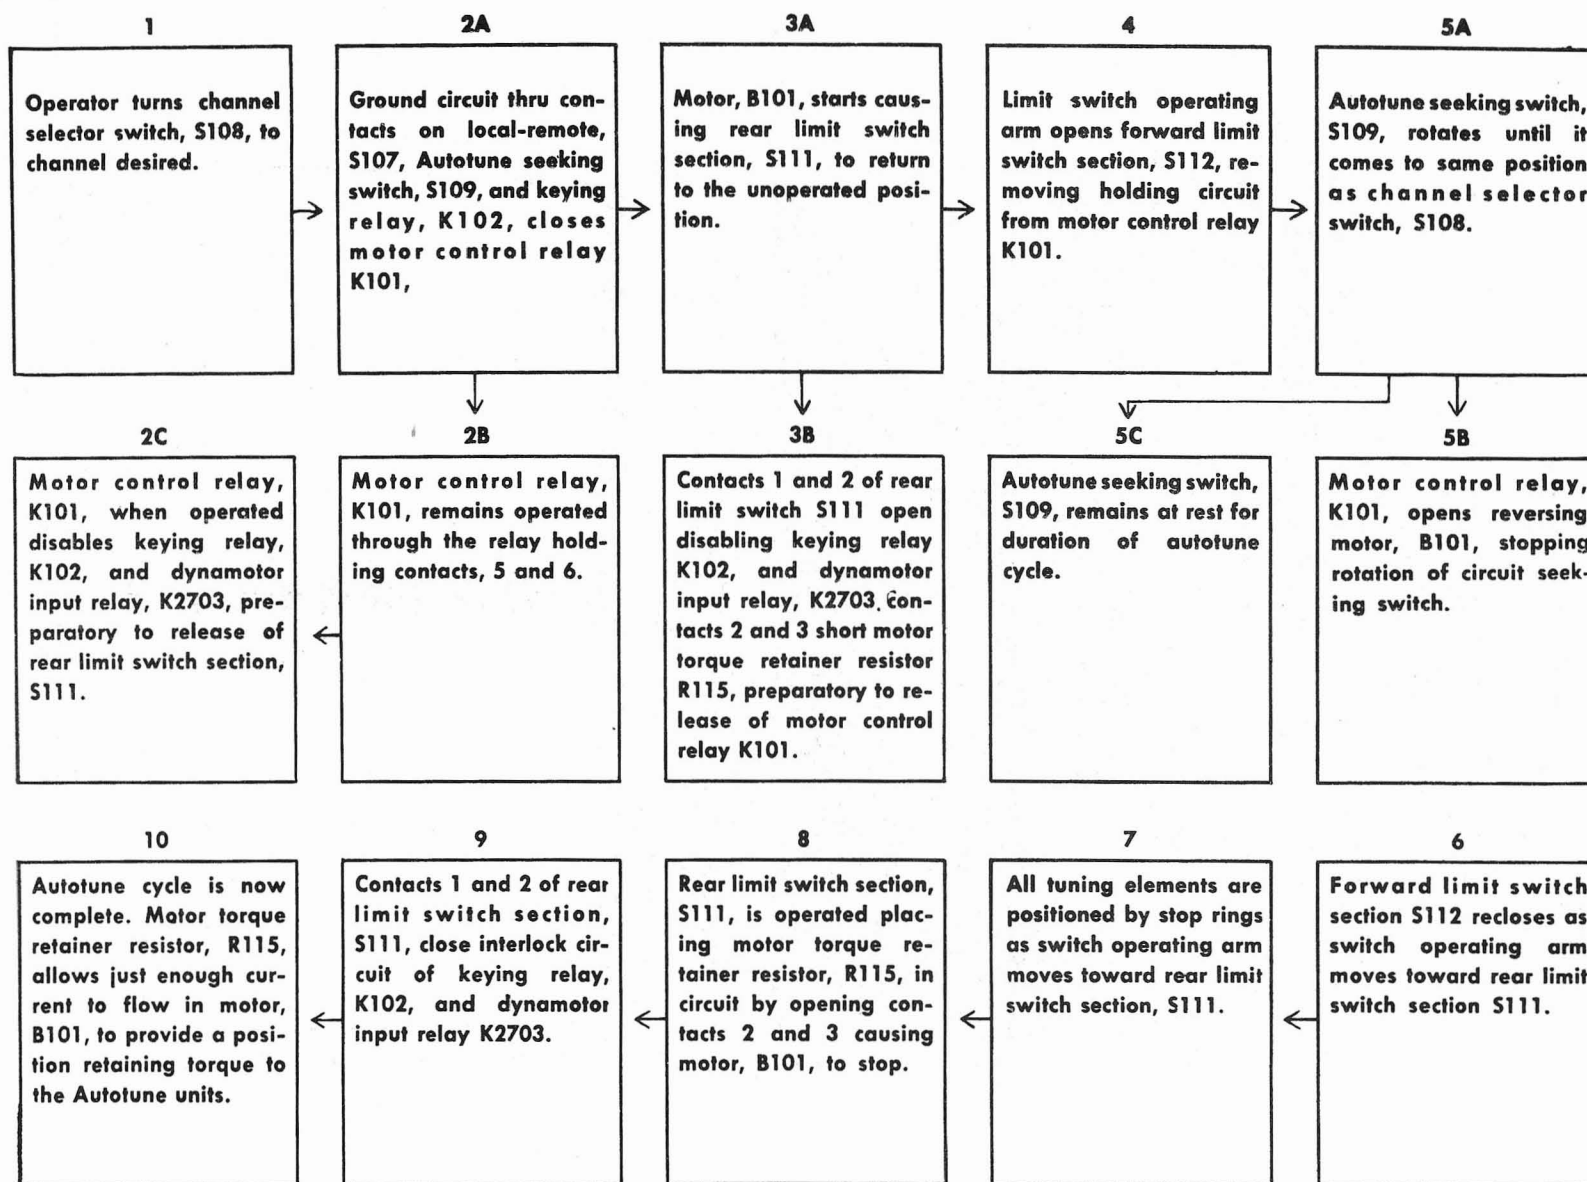 1
Operator turns channel
selector switch, S108, to
channel desired.
2A
Ground circuit thru con-
tacts on local-remote,
S107, Autotune seeking
switch, S109, and keying
relay, K102, closes
motor control relay
K101,
3A
Motor, B101, starts caus-
ing rear limit switch
section, S111, to return
to the unoperated posi-
tion.
4
Limit switch operating
arm opens forward limit
switch section, S112, re-
moving holding circuit
from motor control relay
K101.
5A
Autotune seeking switch,
S109, rotates until it
comes to same position
as channel selector
switch, S108.
2C
Motor control relay,
K101, when operated
disables keying relay,
K102, and dynamotor
input relay, K2703, pre-
paratory to release of
rear limit switch section,
S111.
2B
Motor control relay,
K101, remains operated
through the relay hold-
ing contacts, 5 and 6.
3B
Contacts 1 and 2 of rear
limit switch S111 open
disabling keying relay
K102, and dynamotor
input relay, K2703. con-
tacts 2 and 3 short motor
torque retainer resistor
R115, preparatory to re-
lease of motor control
relay K101.
5C
Autotune seeking switch,
S109, remains at rest for
duration of autotune
cycle.
5B
Motor control relay,
K101, opens reversing
motor, B101, stopping
rotation of circuit seek-
ing switch.
10
Autotune cycle is now
complete. Motor torque
retainer resistor, R115,
allows just enough cur-
rent to flow in motor,
B101, to provide a posi-
tion retaining torque to
the Autotune units.
9
Contacts 1 and 2 of rear
limit switch section,
S111, close interlock cir-
cuit of keying relay,
K102, and dynamotor
input relay K2703.
8
Rear limit switch section,
S111, is operated plac-
ing motor torque re-
tainer resistor, R115, in
circuit by opening con-
tacts 2 and 3 causing
motor, B101, to stop.
7
All tuning elements are
positioned by stop rings
as switch operating arm
moves toward rear limit
switch section, S111.
6
Forward limit switch
section S112 recloses as
switch operating arm
moves toward rear limit
switch section S111.